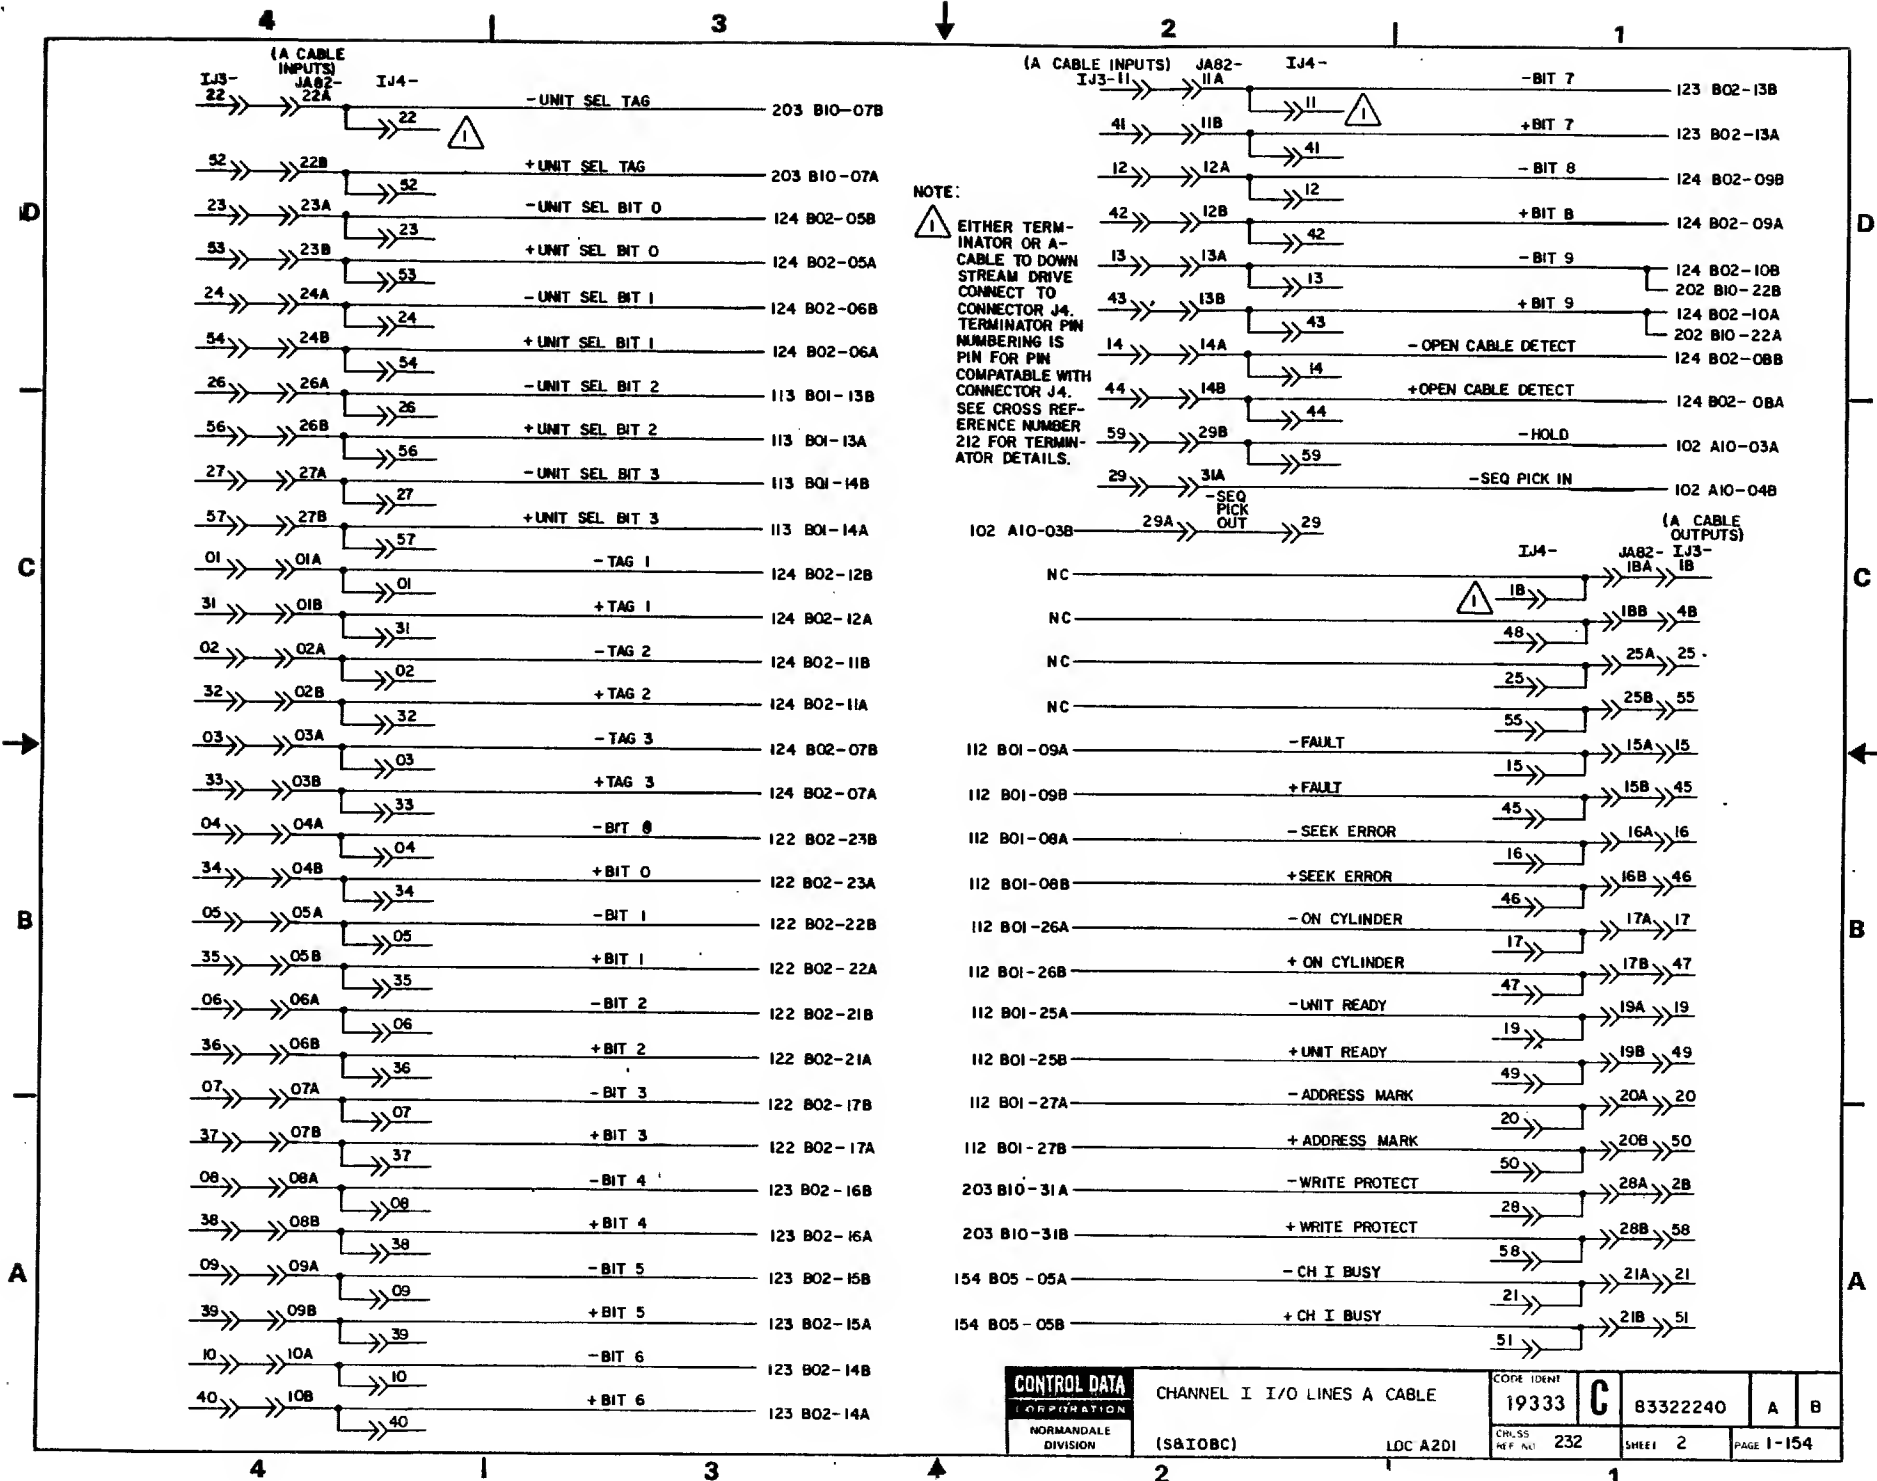 4 3 2 1
(A CABLE
INPUTS)
IJ3- JA82- IJ4-
22 22A - UNIT SEL TAG 203 B10-07B
22 1
52 22B + UNIT SEL TAG 203 B10-07A
52
23 23A - UNIT SEL BIT 0 124 B02-05B
23
53 23B + UNIT SEL BIT 0 124 B02-05A
53
24 24A - UNIT SEL BIT 1 124 B02-06B
24
54 24B + UNIT SEL BIT 1 124 B02-06A
54
26 26A - UNIT SEL BIT 2 113 B01-13B
26
56 26B + UNIT SEL BIT 2 113 B01-13A
56
27 27A - UNIT SEL BIT 3 113 B01-14B
27
57 27B + UNIT SEL BIT 3 113 B01-14A
57
01 01A - TAG 1 124 B02-12B
01
31 01B + TAG 1 124 B02-12A
31
02 02A - TAG 2 124 B02-11B
02
32 02B + TAG 2 124 B02-11A
32
03 03A - TAG 3 124 B02-07B
03
33 03B + TAG 3 124 B02-07A
33
04 04A - BIT 0 122 B02-23B
04
34 04B + BIT 0 122 B02-23A
34
05 05A - BIT 1 122 B02-22B
05
35 05B + BIT 1 122 B02-22A
35
06 06A - BIT 2 122 B02-21B
06
36 06B + BIT 2 122 B02-21A
36
07 07A - BIT 3 122 B02-17B
07
37 07B + BIT 3 122 B02-17A
37
08 08A - BIT 4 123 B02-16B
08
38 08B + BIT 4 123 B02-16A
38
09 09A - BIT 5 123 B02-15B
09
39 09B + BIT 5 123 B02-15A
39
10 10A - BIT 6 123 B02-14B
10
40 10B + BIT 6 123 B02-14A
40
NOTE:
1 EITHER TERM-
INATOR OR A-
CABLE TO DOWN
STREAM DRIVE
CONNECT TO
CONNECTOR J4.
TERMINATOR PIN
NUMBERING IS
PIN FOR PIN
COMPATABLE WITH
CONNECTOR J4.
SEE CROSS REF-
ERENCE NUMBER
212 FOR TERMIN-
ATOR DETAILS.
(A CABLE INPUTS) JA82- IJ4-
IJ3-11 11A - BIT 7 123 B02-13B
11 1
41 11B + BIT 7 123 B02-13A
41
12 12A - BIT 8 124 B02-09B
12
42 12B + BIT 8 124 B02-09A
42
13 13A - BIT 9 124 B02-10B
13 202 B10-22B
43 13B + BIT 9 124 B02-10A
43 202 B10-22A
14 14A - OPEN CABLE DETECT 124 B02-08B
14
44 14B + OPEN CABLE DETECT 124 B02-08A
44
59 29B - HOLD 102 A10-03A
59
29 31A - SEQ PICK IN 102 A10-04B
- SEQ
PICK
OUT
102 A10-03B 29A 29
(A CABLE
OUTPUTS)
IJ4- JA82- IJ3-
NC 18A 18
1 18
NC 18B 48
48
NC 25A 25
25
NC 25B 55
55
112 B01-09A - FAULT 15A 15
15
112 B01-09B + FAULT 15B 45
45
112 B01-08A - SEEK ERROR 16A 16
16
112 B01-08B + SEEK ERROR 16B 46
46
112 B01-26A - ON CYLINDER 17A 17
17
112 B01-26B + ON CYLINDER 17B 47
47
112 B01-25A - UNIT READY 19A 19
19
112 B01-25B + UNIT READY 19B 49
49
112 B01-27A - ADDRESS MARK 20A 20
20
112 B01-27B + ADDRESS MARK 20B 50
50
203 B10-31A - WRITE PROTECT 28A 28
28
203 B10-31B + WRITE PROTECT 28B 58
58
154 B05-05A - CH I BUSY 21A 21
21
154 B05-05B + CH I BUSY 21B 51
51
D D
C C
B B
A A
CONTROL DATA
CORPORATION
NORMANDALE
DIVISION
CHANNEL I I/O LINES A CABLE
(S&IOBC) LOC A2D1
CODE IDENT
19333 C 83322240 A B
CROSS
REF NO 232 SHEET 2 PAGE 1-154
4 3 2 1